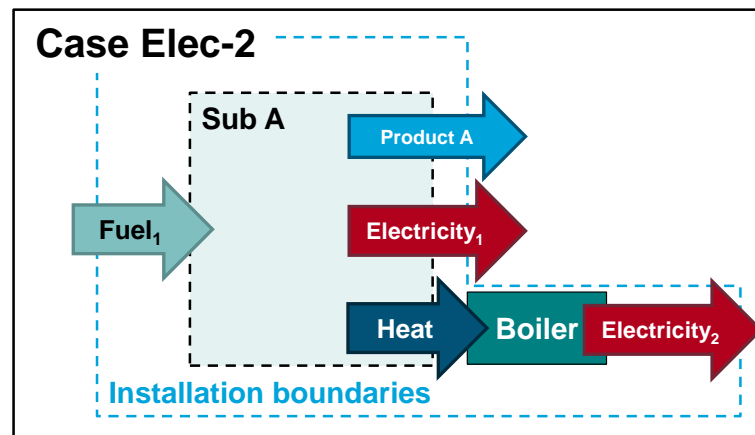 Case Elec-2
Sub A
Product A
Fuel₁
Electricity₁
Heat
Boiler
Electricity₂
Installation boundaries